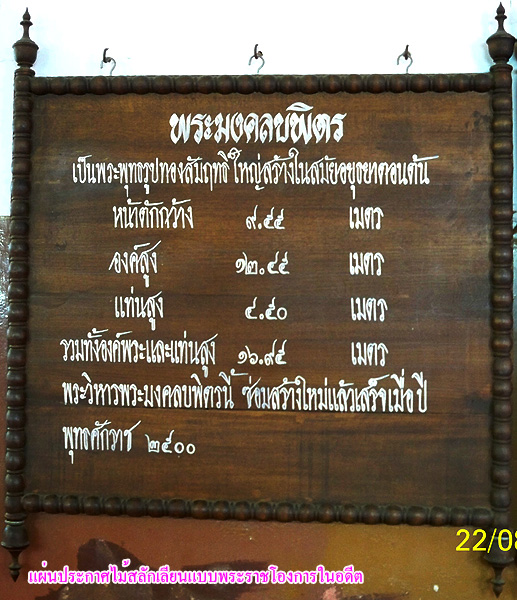 พระมงคลบพิตร
เป็นพระพุทธรูปทองสัมฤทธิ์ใหญ่สร้างในสมัยอยุธยาตอนต้น
หน้าตักกว้าง ๙.๕๕ เมตร
องค์สูง ๑๒.๔๕ เมตร
แท่นสูง ๔.๕๐ เมตร
รวมทั้งองค์พระและแท่นสูง ๑๖.๙๕ เมตร
พระวิหารพระมงคลบพิตรนี้ ซ่อมสร้างใหม่แล้วเสร็จเมื่อปี
พุทธศักราช ๒๕๐๐
22/0
แผ่นประกาศไม้สลักเลียนแบบพระราชโองการในอดีต